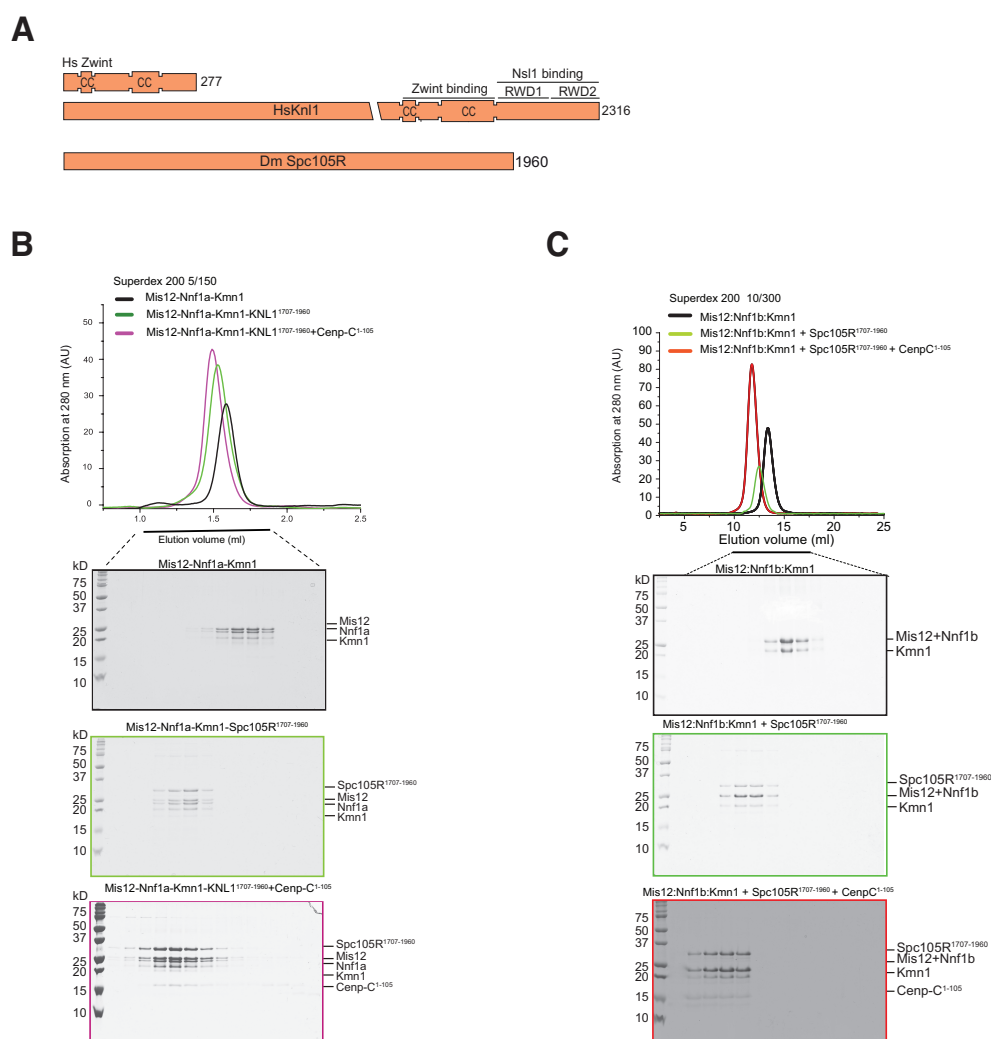 A
Hs Zwint
CC CC 277
Nsl1 binding
Zwint binding RWD1 RWD2
HsKnl1 CC CC 2316
Dm Spc105R 1960
B
Superdex 200 5/150
Mis12-Nnf1a-Kmn1
Mis12-Nnf1a-Kmn1-KNL1¹⁷⁰⁷⁻¹⁹⁶⁰
Mis12-Nnf1a-Kmn1-KNL1¹⁷⁰⁷⁻¹⁹⁶⁰+Cenp-C¹⁻¹⁰⁵
Absorption at 280 nm (AU)
50
40
30
20
10
0
1.0 1.5 2.0 2.5
Elution volume (ml)
Mis12-Nnf1a-Kmn1
kD
75
50
37
25
20
15
10
Mis12
Nnf1a
Kmn1
Mis12-Nnf1a-Kmn1-Spc105R¹⁷⁰⁷⁻¹⁹⁶⁰
kD
75
50
37
25
20
15
10
Spc105R¹⁷⁰⁷⁻¹⁹⁶⁰
Mis12
Nnf1a
Kmn1
Mis12-Nnf1a-Kmn1-KNL1¹⁷⁰⁷⁻¹⁹⁶⁰+Cenp-C¹⁻¹⁰⁵
kD
75
50
37
25
20
15
10
Spc105R¹⁷⁰⁷⁻¹⁹⁶⁰
Mis12
Nnf1a
Kmn1
Cenp-C¹⁻¹⁰⁵
C
Superdex 200 10/300
Mis12:Nnf1b:Kmn1
Mis12:Nnf1b:Kmn1 + Spc105R¹⁷⁰⁷⁻¹⁹⁶⁰
Mis12:Nnf1b:Kmn1 + Spc105R¹⁷⁰⁷⁻¹⁹⁶⁰ + CenpC¹⁻¹⁰⁵
Absorption at 280 nm (AU)
100
90
80
70
60
50
40
30
20
10
0
5 10 15 20 25
Elution volume (ml)
Mis12:Nnf1b:Kmn1
kD
75
50
37
25
20
15
10
Mis12+Nnf1b
Kmn1
Mis12:Nnf1b:Kmn1 + Spc105R¹⁷⁰⁷⁻¹⁹⁶⁰
75
50
37
25
20
15
10
Spc105R¹⁷⁰⁷⁻¹⁹⁶⁰
Mis12+Nnf1b
Kmn1
Mis12:Nnf1b:Kmn1 + Spc105R¹⁷⁰⁷⁻¹⁹⁶⁰ + CenpC¹⁻¹⁰⁵
kD
75
50
37
25
20
15
10
Spc105R¹⁷⁰⁷⁻¹⁹⁶⁰
Mis12+Nnf1b
Kmn1
Cenp-C¹⁻¹⁰⁵